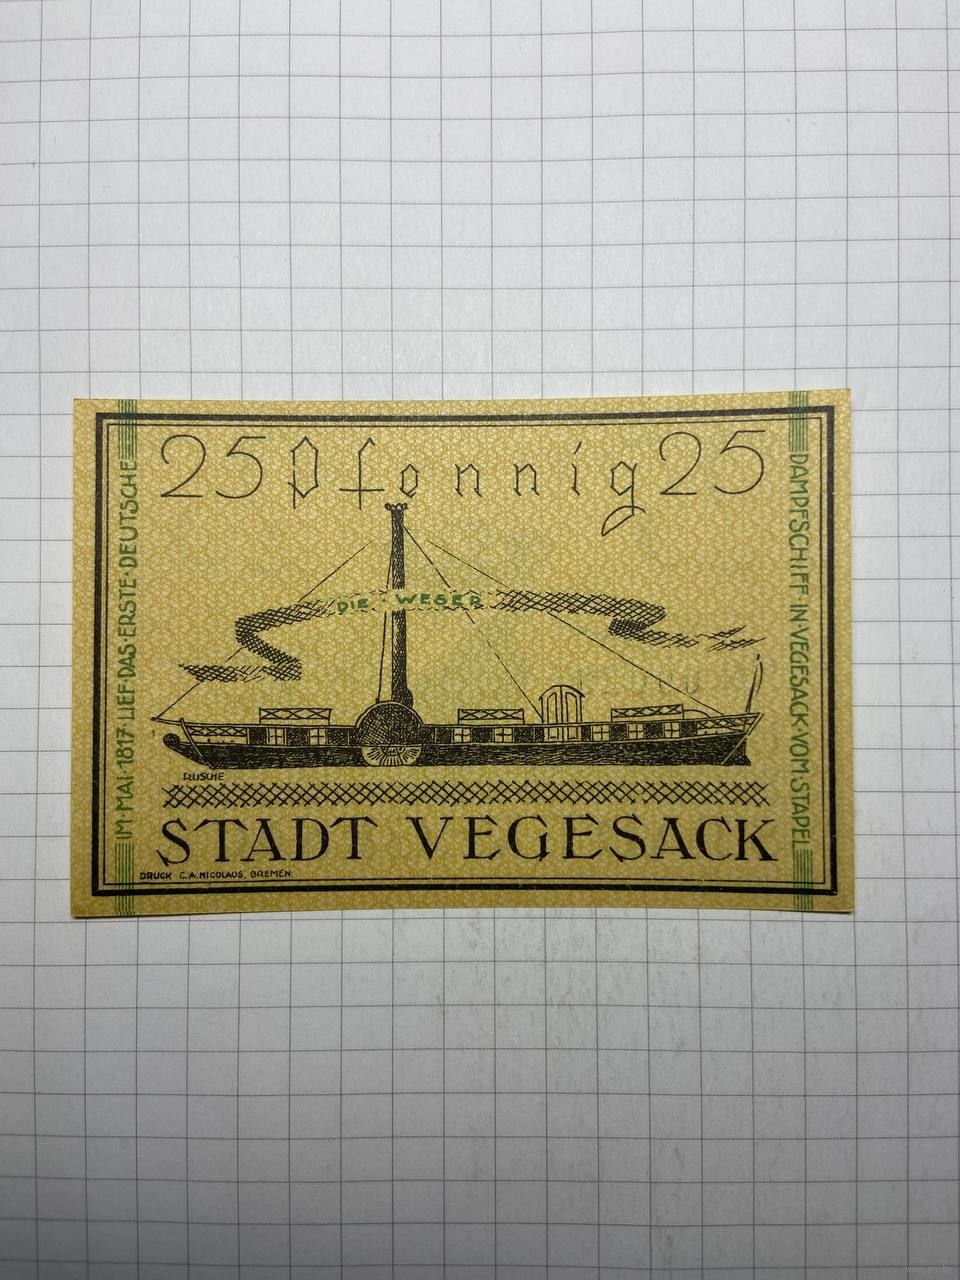 25 Pfennig 25
IM·MAI·1817·LIEF·DAS·ERSTE·DEUTSCHE
DAMPFSCHIFF IN·VEGESACK·VOM·STAPEL
DIE WESER
RUSCHE
STADT VEGESACK
DRUCK C.A.NICOLAUS, BREMEN.